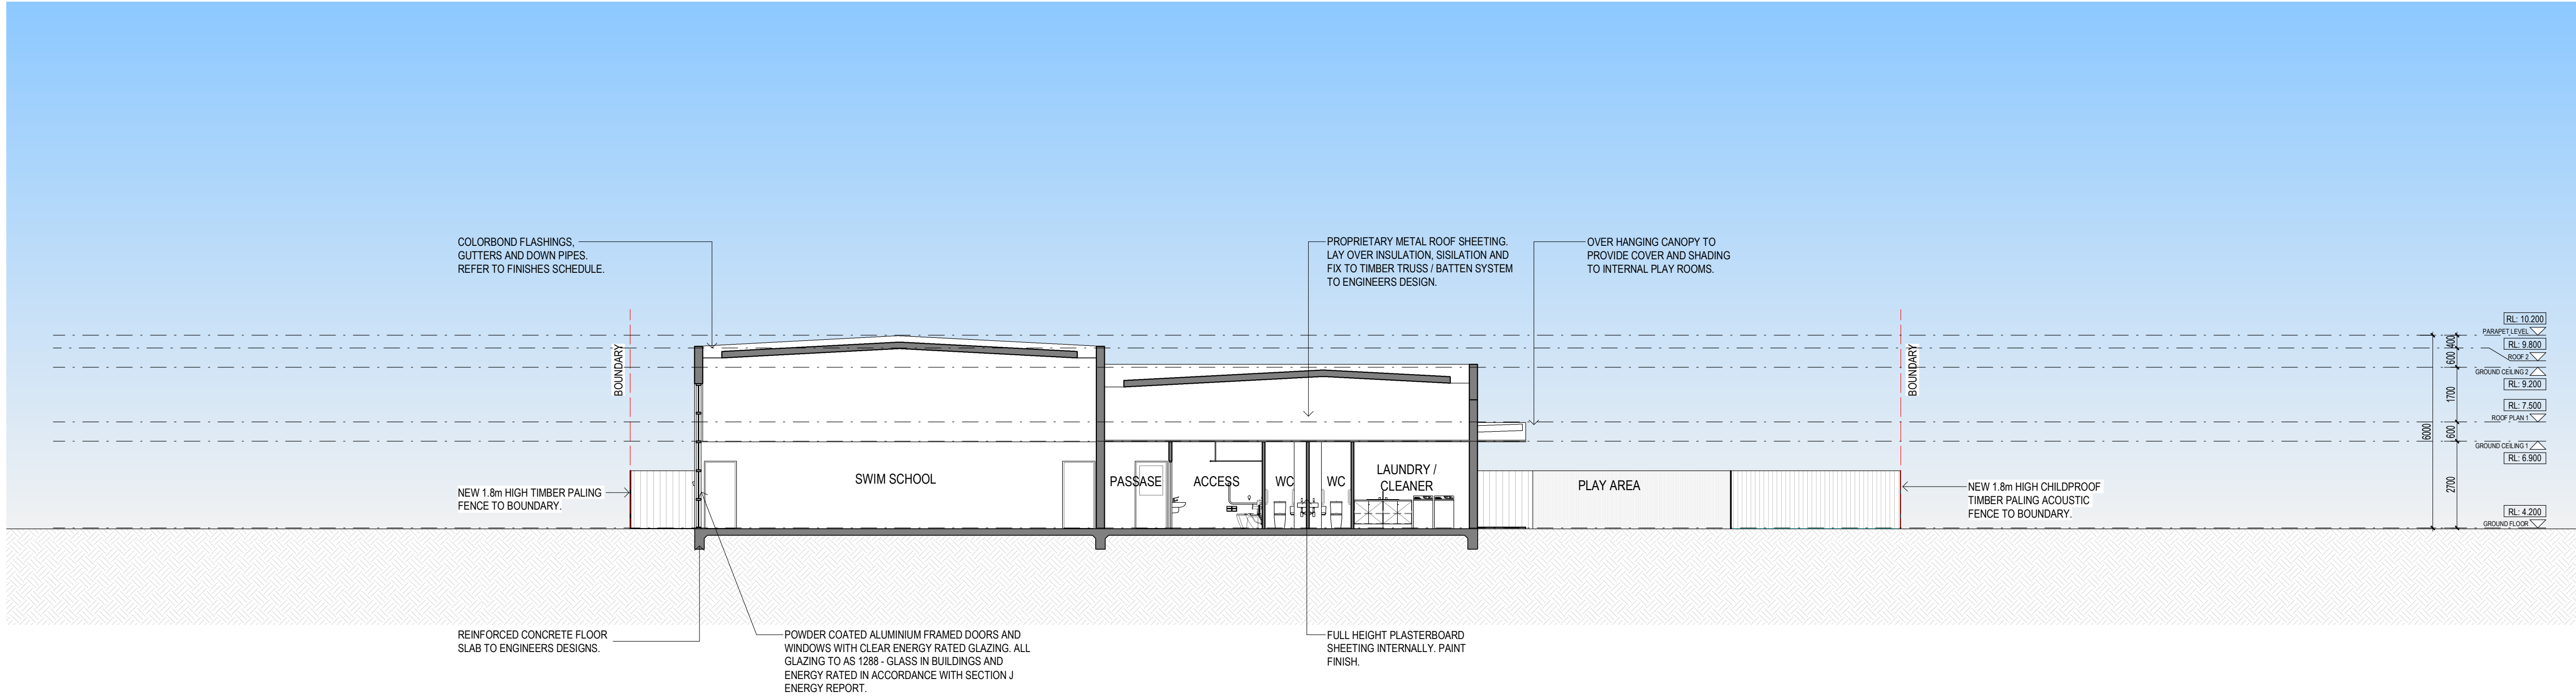 COLORBOND FLASHINGS,
GUTTERS AND DOWN PIPES.
REFER TO FINISHES SCHEDULE.
PROPRIETARY METAL ROOF SHEETING.
LAY OVER INSULATION, SISILATION AND
FIX TO TIMBER TRUSS / BATTEN SYSTEM
TO ENGINEERS DESIGN.
OVER HANGING CANOPY TO
PROVIDE COVER AND SHADING
TO INTERNAL PLAY ROOMS.
BOUNDARY
BOUNDARY
RL: 10.200
PARAPET LEVEL
400
RL: 9.800
ROOF 2
600
GROUND CEILING 2
RL: 9.200
1700
RL: 7.500
ROOF PLAN 1
600
6000
GROUND CEILING 1
RL: 6.900
2700
RL: 4.200
GROUND FLOOR
SWIM SCHOOL
PASSASE
ACCESS
WC
WC
LAUNDRY /
CLEANER
PLAY AREA
NEW 1.8m HIGH TIMBER PALING
FENCE TO BOUNDARY.
NEW 1.8m HIGH CHILDPROOF
TIMBER PALING ACOUSTIC
FENCE TO BOUNDARY.
REINFORCED CONCRETE FLOOR
SLAB TO ENGINEERS DESIGNS.
POWDER COATED ALUMINIUM FRAMED DOORS AND
WINDOWS WITH CLEAR ENERGY RATED GLAZING. ALL
GLAZING TO AS 1288 - GLASS IN BUILDINGS AND
ENERGY RATED IN ACCORDANCE WITH SECTION J
ENERGY REPORT.
FULL HEIGHT PLASTERBOARD
SHEETING INTERNALLY. PAINT
FINISH.